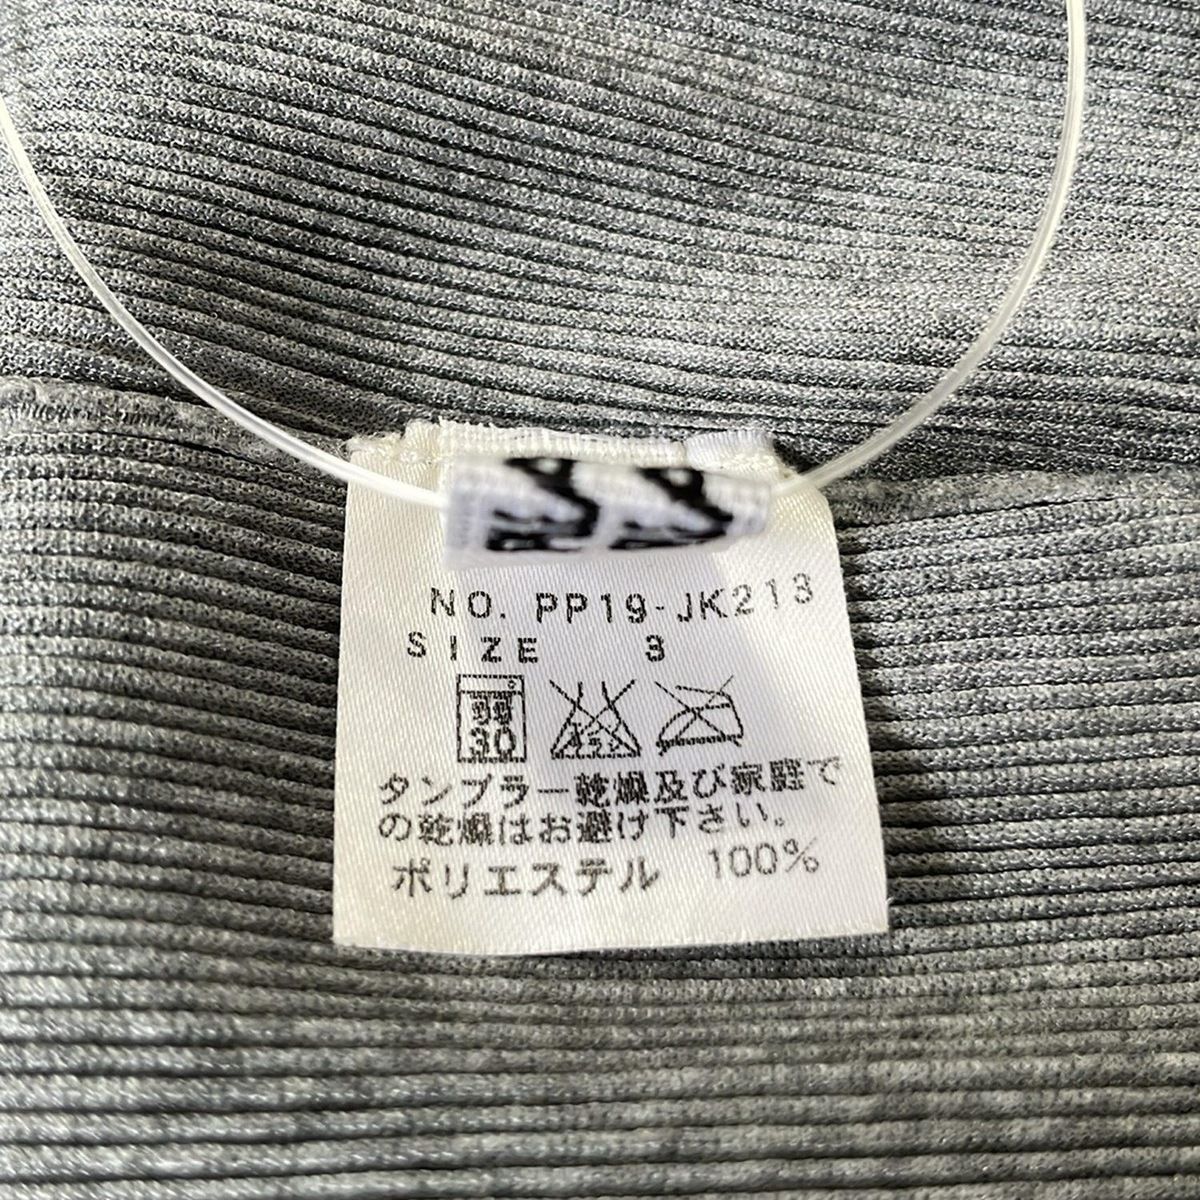 NO. PP19-JK213
SIZE 3
弱
30
タンブラー乾燥及び家庭で
の乾燥はお避け下さい。
ポリエステル 100%